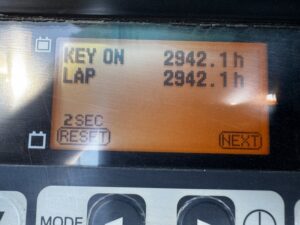 KEY ON 2942.1h
LAP 2942.1h
2SEC
RESET NEXT
MODE